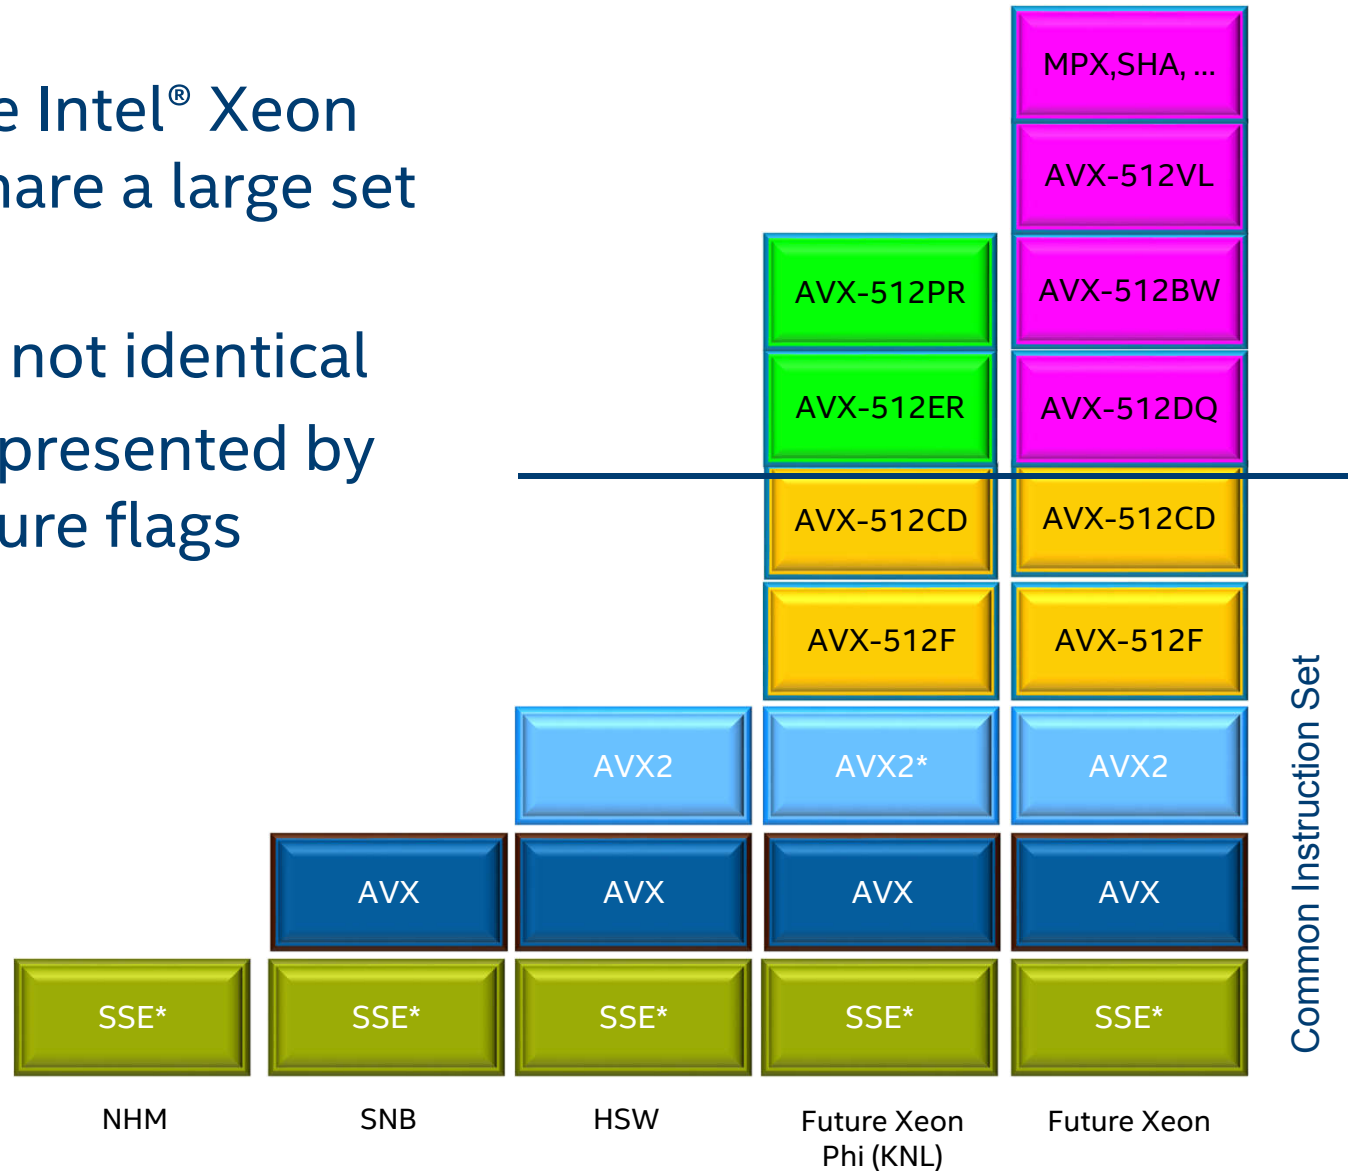 e Intel® Xeon
hare a large set
not identical
presented by
ure flags
MPX,SHA, ...
AVX-512VL
AVX-512PR
AVX-512BW
AVX-512ER
AVX-512DQ
AVX-512CD
AVX-512CD
AVX-512F
AVX-512F
AVX2
AVX2*
AVX2
AVX
AVX
AVX
AVX
SSE*
SSE*
SSE*
SSE*
SSE*
Common Instruction Set
NHM
SNB
HSW
Future Xeon
Phi (KNL)
Future Xeon